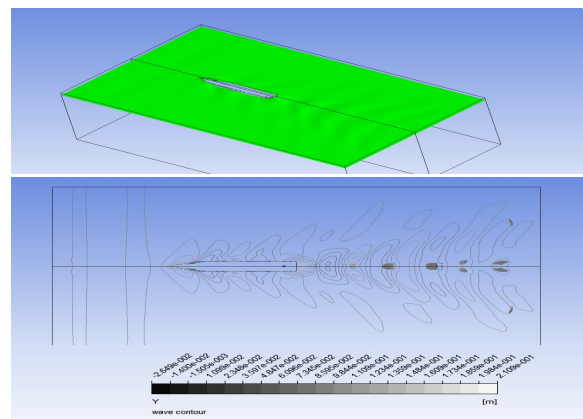 -2.649e-002
-1.400e-002
-1.505e-003
1.099e-002
2.348e-002
3.597e-002
4.847e-002
6.096e-002
7.345e-002
8.595e-002
9.844e-002
1.109e-001
1.234e-001
1.359e-001
1.484e-001
1.609e-001
1.734e-001
1.859e-001
1.984e-001
2.109e-001
Y [m]
wave contour